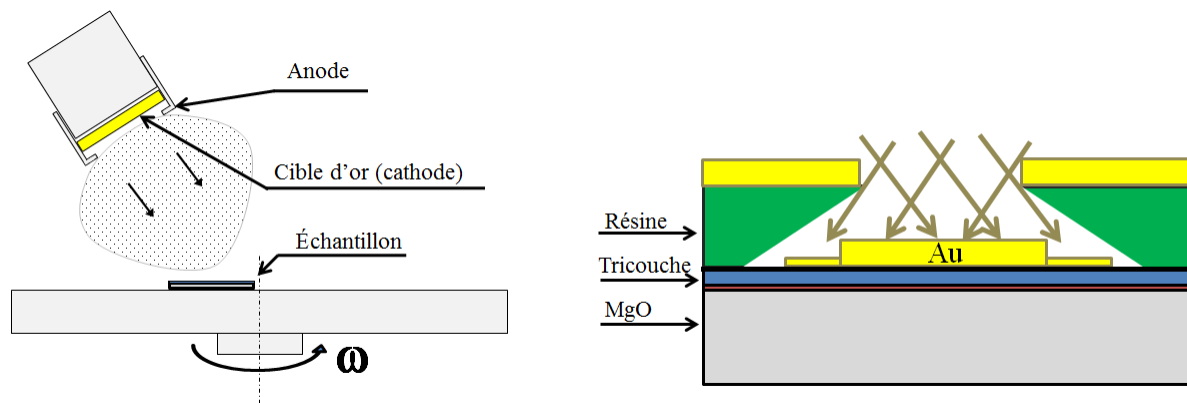 Anode
Cible d'or (cathode)
Échantillon
ω
Résine
Au
Tricouche
MgO